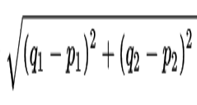 √((q₁ − p₁)² + (q₂ − p₂)²)